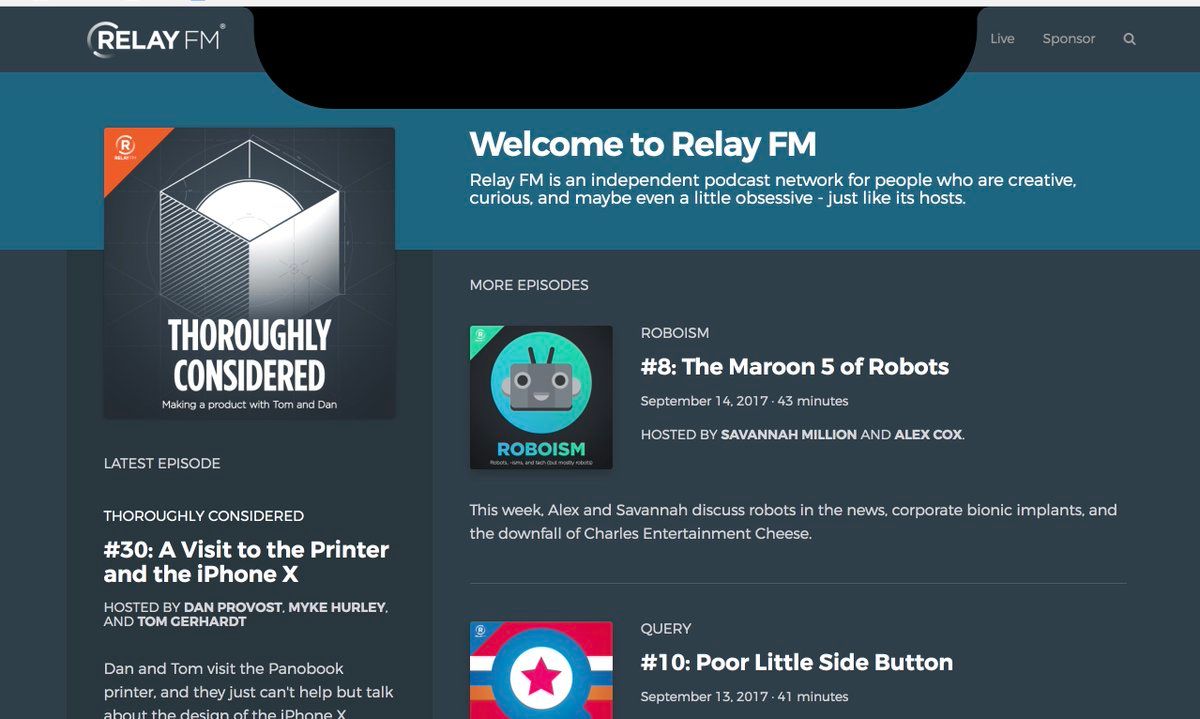 RELAY FM®
Live
Sponsor
R
RELAY FM
THOROUGHLY
CONSIDERED
Making a product with Tom and Dan
LATEST EPISODE
THOROUGHLY CONSIDERED
#30: A Visit to the Printer
and the iPhone X
HOSTED BY DAN PROVOST, MYKE HURLEY,
AND TOM GERHARDT
Dan and Tom visit the Panobook
printer, and they just can't help but talk
about the design of the iPhone X
Welcome to Relay FM
Relay FM is an independent podcast network for people who are creative,
curious, and maybe even a little obsessive - just like its hosts.
MORE EPISODES
R
ROBOISM
Robots, -isms, and tech (but mostly robots)
ROBOISM
#8: The Maroon 5 of Robots
September 14, 2017 · 43 minutes
HOSTED BY SAVANNAH MILLION AND ALEX COX.
This week, Alex and Savannah discuss robots in the news, corporate bionic implants, and
the downfall of Charles Entertainment Cheese.
R
QUERY
#10: Poor Little Side Button
September 13, 2017 · 41 minutes